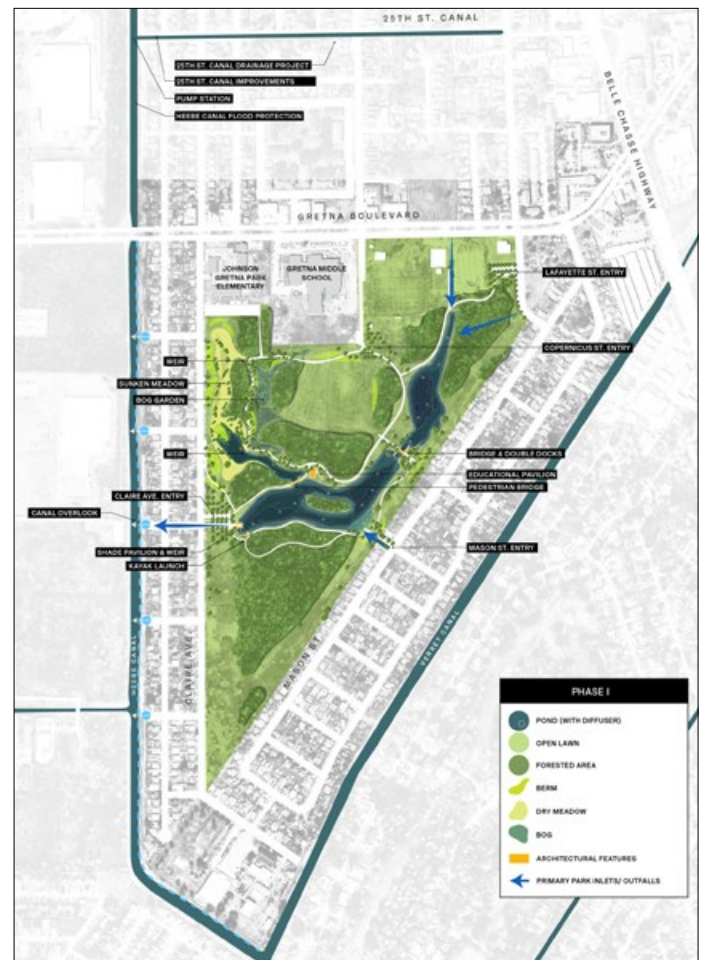 25TH ST. CANAL
25TH ST. CANAL DRAINAGE PROJECT
25TH ST. CANAL IMPROVEMENTS
PUMP STATION
HEEBE CANAL FLOOD PROTECTION
BELLE CHASSE HIGHWAY
GRETNA BOULEVARD
JOHNSON
GRETNA PARK
ELEMENTARY
GRETNA MIDDLE
SCHOOL
LAFAYETTE ST. ENTRY
COPERNICUS ST. ENTRY
WEIR
SUNKEN MEADOW
BOG GARDEN
WEIR
BRIDGE & DOUBLE DOCKS
EDUCATIONAL PAVILION
PEDESTRIAN BRIDGE
CLAIRE AVE. ENTRY
CANAL OVERLOOK
MASON ST. ENTRY
SHADE PAVILION & WEIR
KAYAK LAUNCH
HEEBE CANAL
CLAIRE AVE.
MASON ST.
VERRET CANAL
PHASE I
POND (WITH DIFFUSER)
OPEN LAWN
FORESTED AREA
BERM
DRY MEADOW
BOG
ARCHITECTURAL FEATURES
PRIMARY PARK INLETS/ OUTFALLS